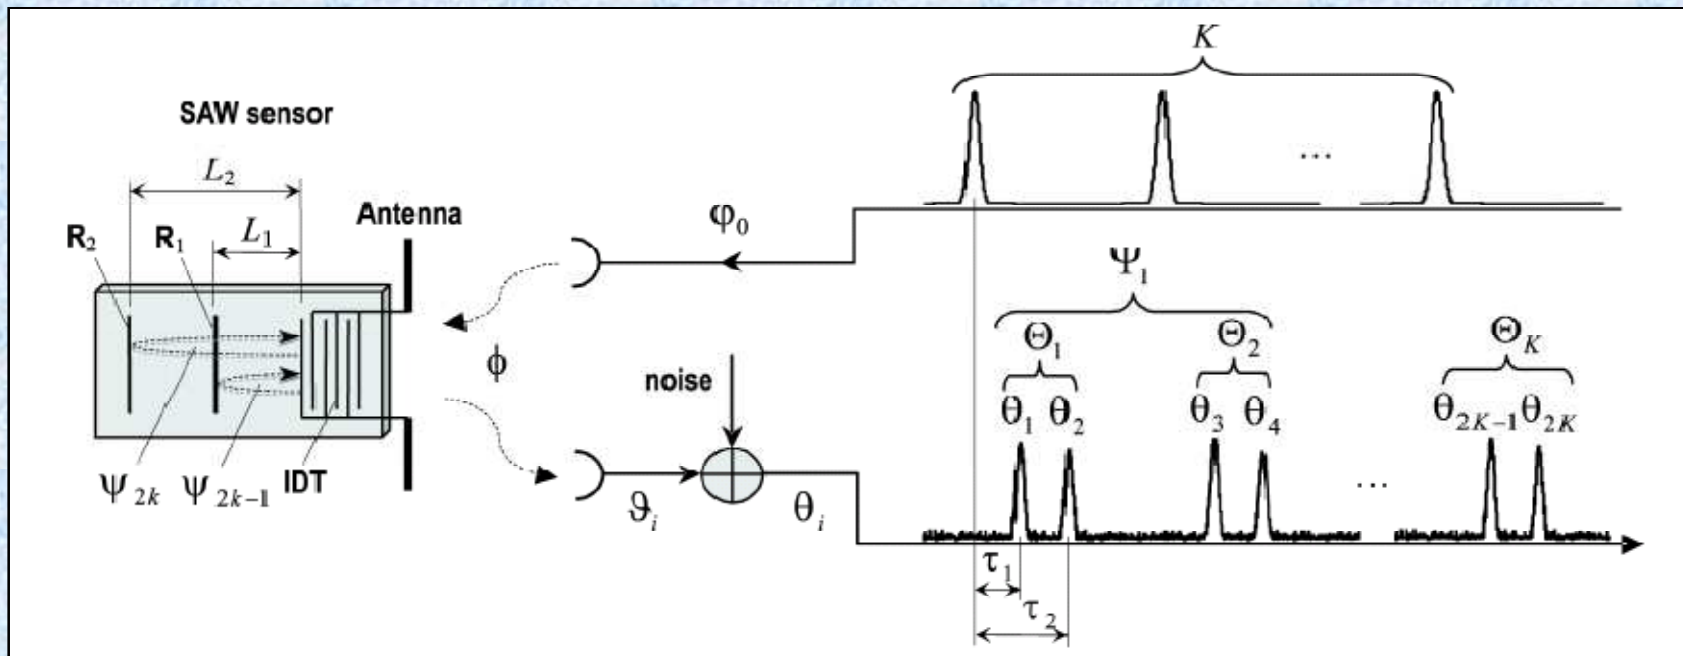 K
SAW sensor
L₂
Antenna
R₂ R₁ L₁
φ₀
Ψ₁
...
Θ₁ Θ₂ Θ_K
ϕ
noise
θ₁ θ₂ θ₃ θ₄ θ₂K₋₁ θ₂K
ψ₂k ψ₂k₋₁ IDT
ϑᵢ θᵢ
...
τ₁
τ₂